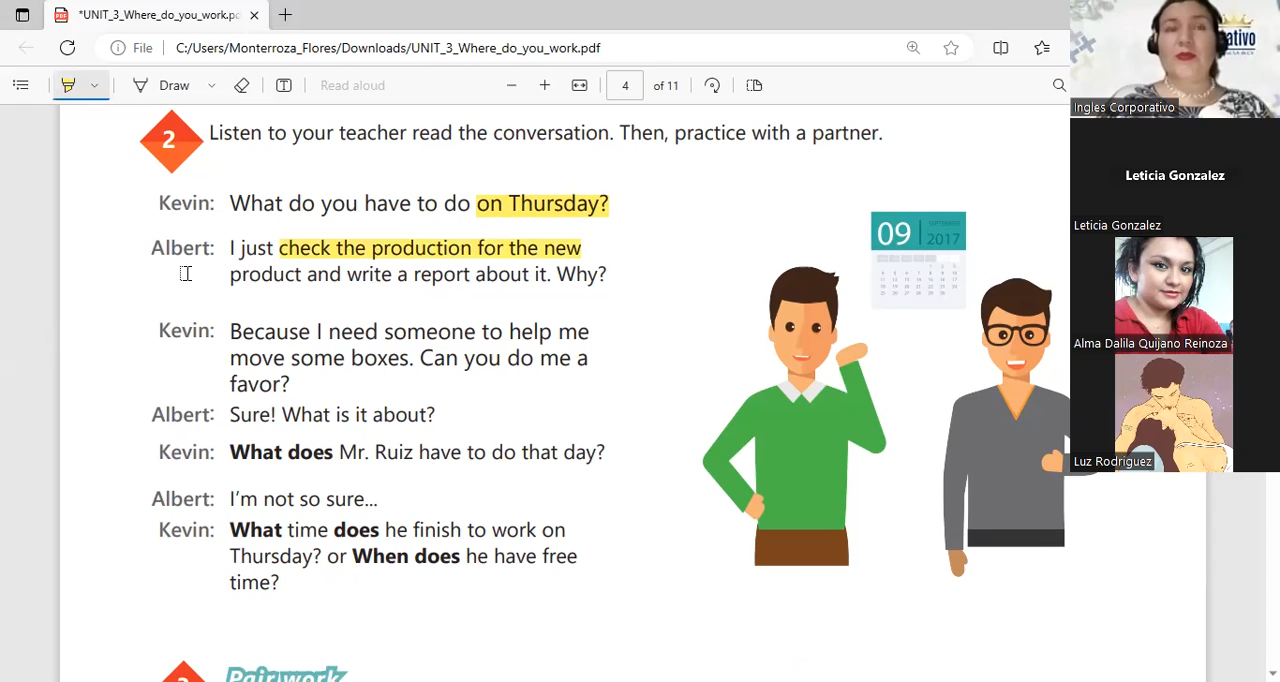 *UNIT_3_Where_do_you_work.pd
File
C:/Users/Monterroza_Flores/Downloads/UNIT_3_Where_do_you_work.pdf
Draw
Read aloud
4
of 11
2
Listen to your teacher read the conversation. Then, practice with a partner.
Kevin: What do you have to do on Thursday?
Albert: I just check the production for the new
product and write a report about it. Why?
Kevin: Because I need someone to help me
move some boxes. Can you do me a
favor?
Albert: Sure! What is it about?
Kevin: What does Mr. Ruiz have to do that day?
Albert: I'm not so sure...
Kevin: What time does he finish to work on
Thursday? or When does he have free
time?
09
SEPTEMBER
2017
Pair work
Ingles Corporativo
Leticia Gonzalez
Leticia Gonzalez
Alma Dalila Quijano Reinoza
Luz Rodriguez